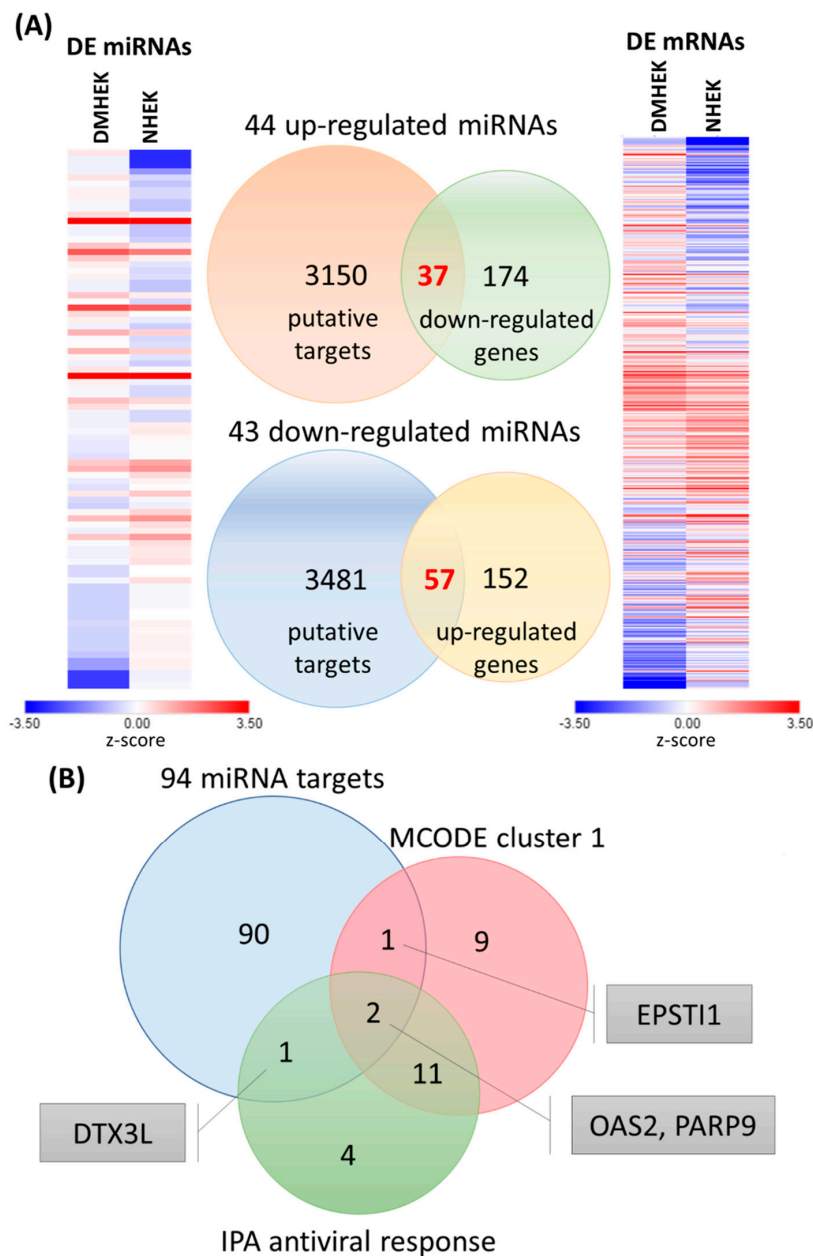 (A)
DE miRNAs
DMHEK
NHEK
DE mRNAs
DMHEK
NHEK
44 up-regulated miRNAs
3150
37
174
putative
targets
down-regulated
genes
43 down-regulated miRNAs
3481
57
152
putative
targets
up-regulated
genes
-3.50
0.00
3.50
z-score
-3.50
0.00
3.50
z-score
(B)
94 miRNA targets
MCODE cluster 1
90
1
9
EPSTI1
2
1
11
DTX3L
OAS2, PARP9
4
IPA antiviral response